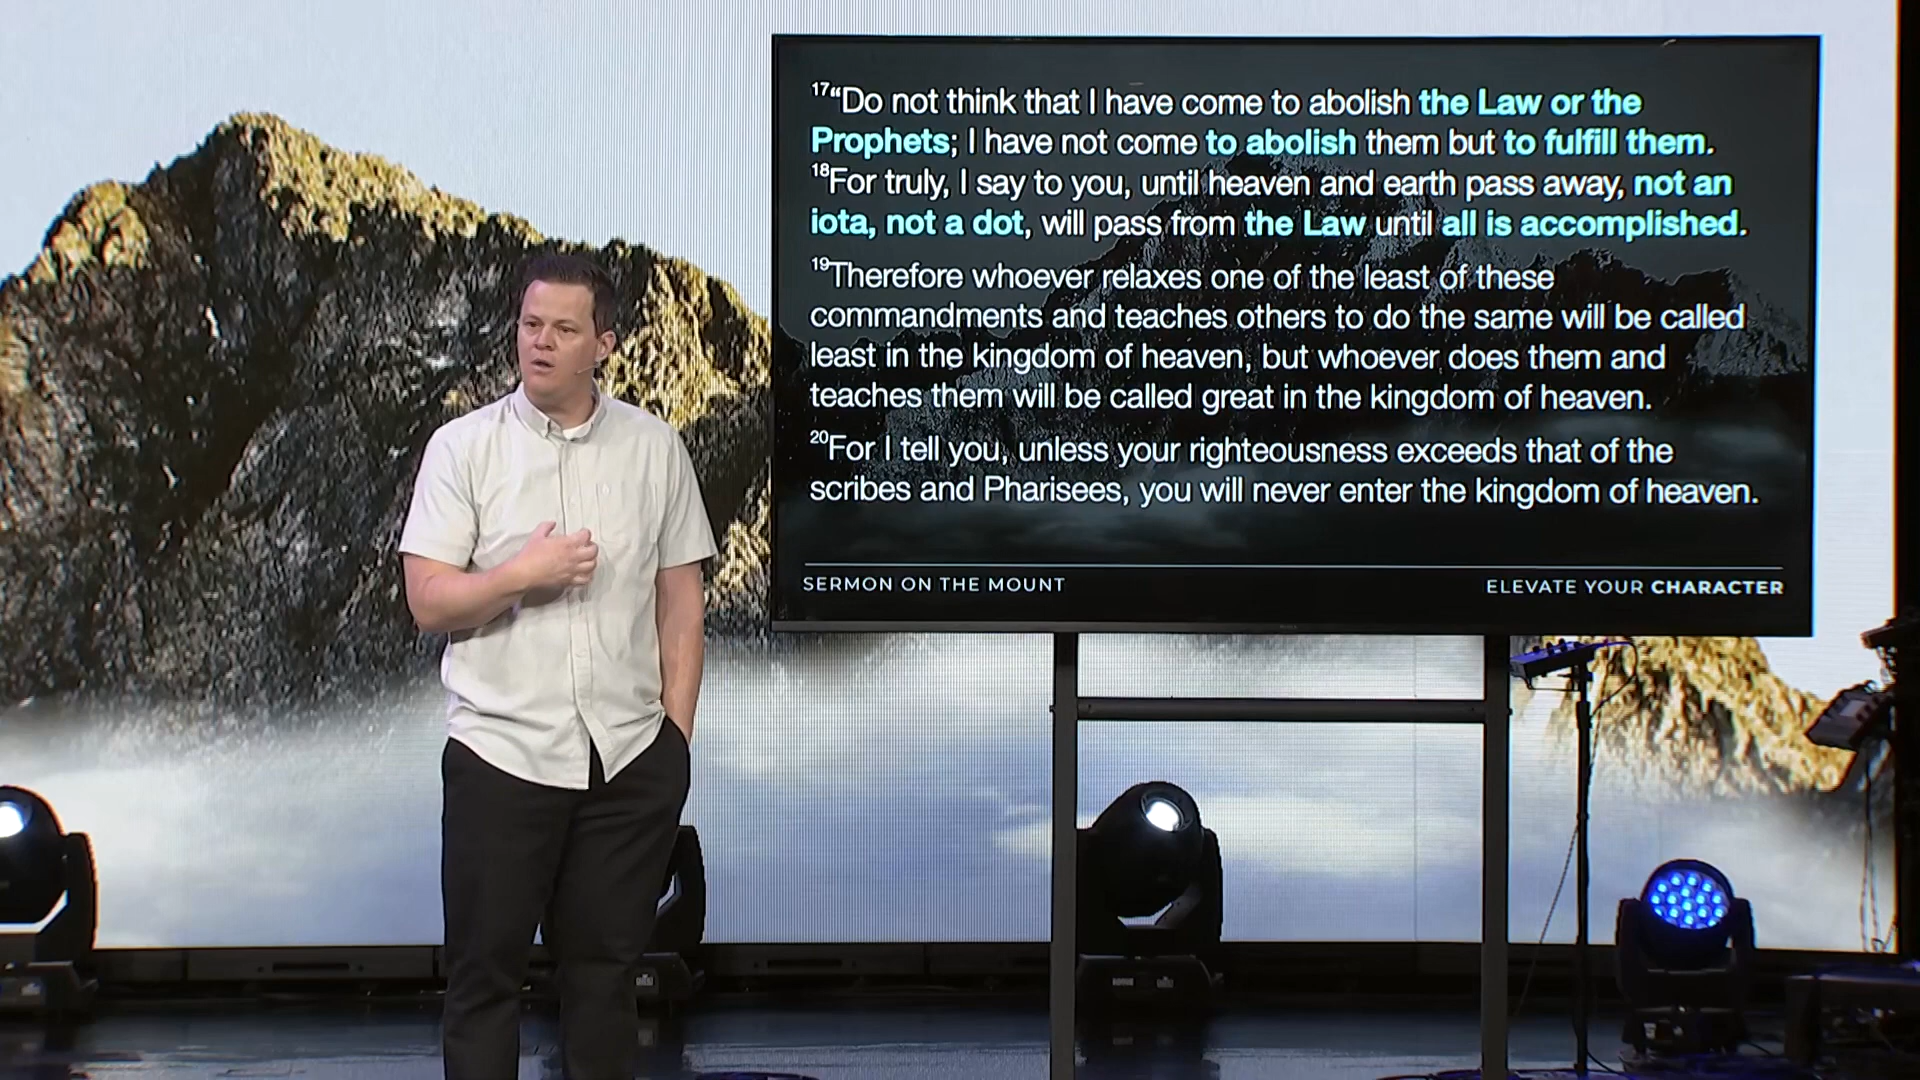 17“Do not think that I have come to abolish the Law or the
Prophets; I have not come to abolish them but to fulfill them.
18For truly, I say to you, until heaven and earth pass away, not an
iota, not a dot, will pass from the Law until all is accomplished.
19Therefore whoever relaxes one of the least of these
commandments and teaches others to do the same will be called
least in the kingdom of heaven, but whoever does them and
teaches them will be called great in the kingdom of heaven.
20For I tell you, unless your righteousness exceeds that of the
scribes and Pharisees, you will never enter the kingdom of heaven.
SERMON ON THE MOUNT
ELEVATE YOUR CHARACTER